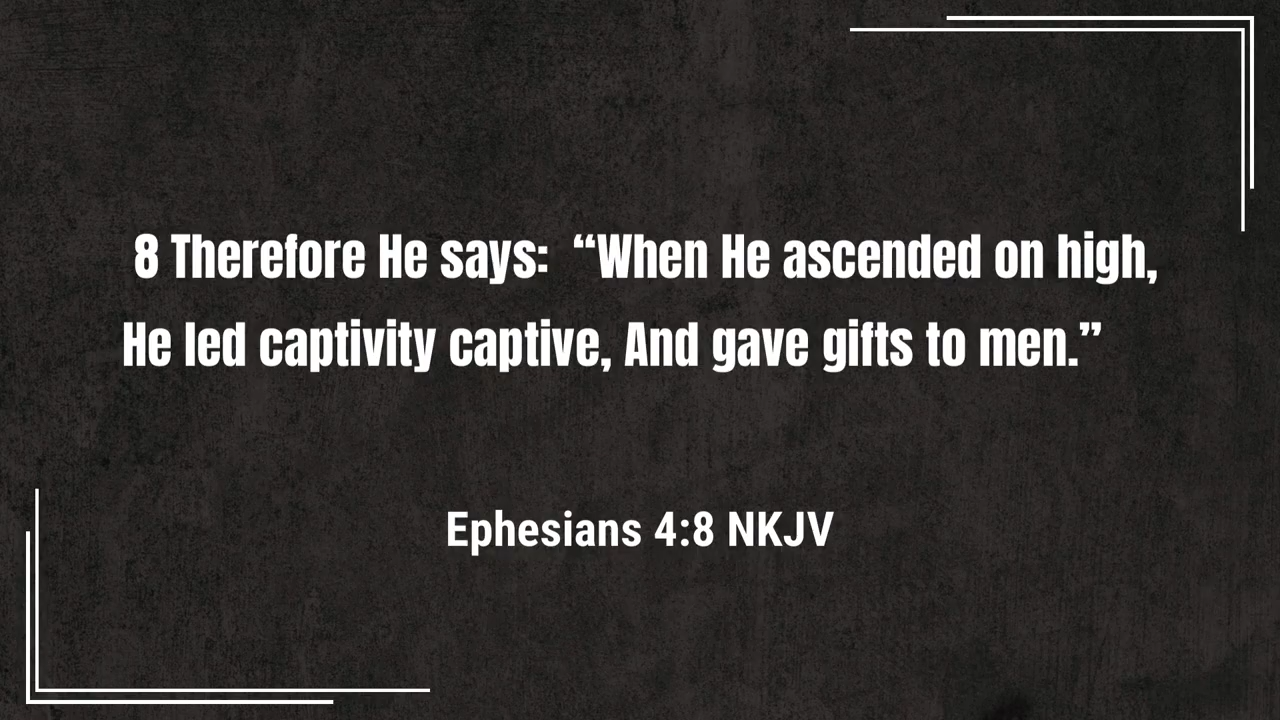 8 Therefore He says:  “When He ascended on high,
He led captivity captive, And gave gifts to men.”
Ephesians 4:8 NKJV